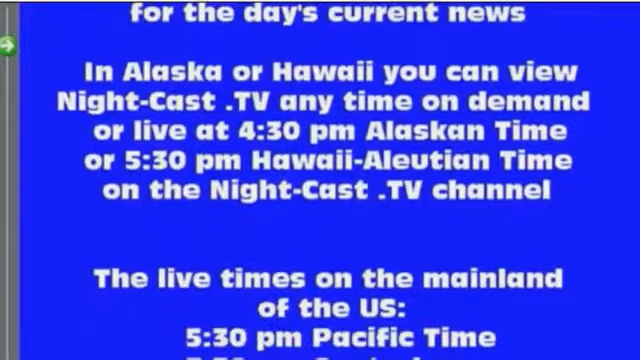 for the day's current news
In Alaska or Hawaii you can view
Night-Cast .TV any time on demand
or live at 4:30 pm Alaskan Time
or 5:30 pm Hawaii-Aleutian Time
on the Night-Cast .TV channel
The live times on the mainland
of the US:
5:30 pm Pacific Time